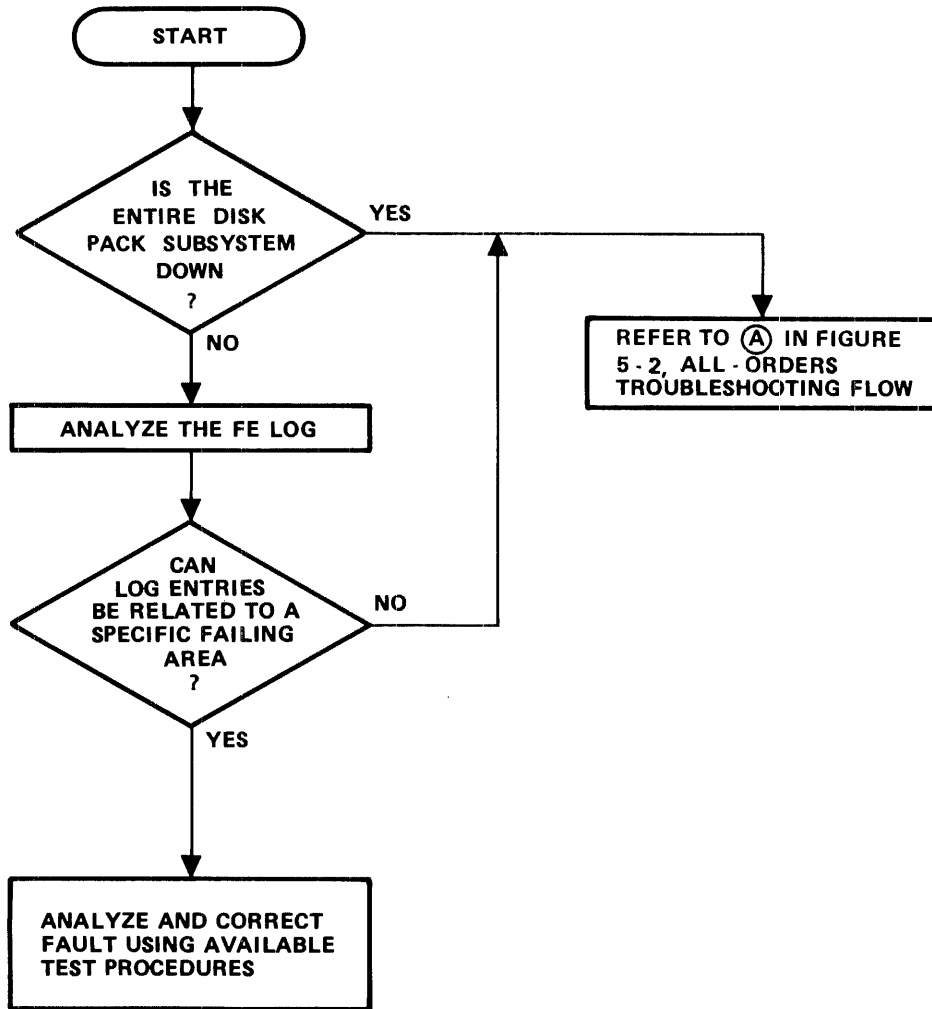 START
IS THE
ENTIRE DISK
PACK SUBSYSTEM
DOWN
?
YES
NO
REFER TO A IN FIGURE
5-2, ALL-ORDERS
TROUBLESHOOTING FLOW
ANALYZE THE FE LOG
CAN
LOG ENTRIES
BE RELATED TO A
SPECIFIC FAILING
AREA
?
NO
YES
ANALYZE AND CORRECT
FAULT USING AVAILABLE
TEST PROCEDURES